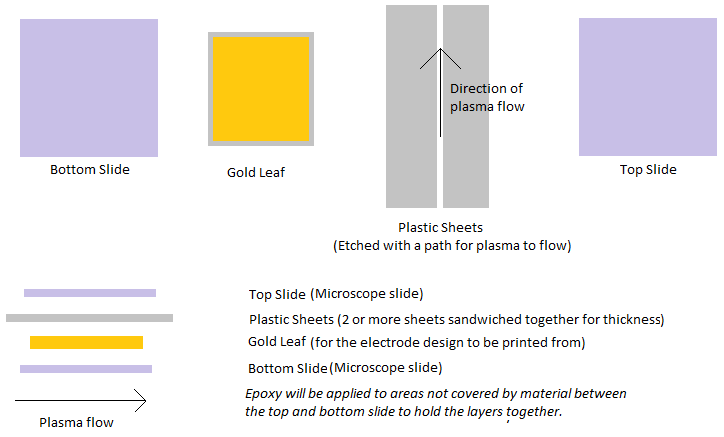 Direction of
plasma flow
Bottom Slide
Gold Leaf
Top Slide
Plastic Sheets
(Etched with a path for plasma to flow)
Top Slide (Microscope slide)
Plastic Sheets (2 or more sheets sandwiched together for thickness)
Gold Leaf (for the electrode design to be printed from)
Bottom Slide (Microscope slide)
Epoxy will be applied to areas not covered by material between
the top and bottom slide to hold the layers together.
Plasma flow